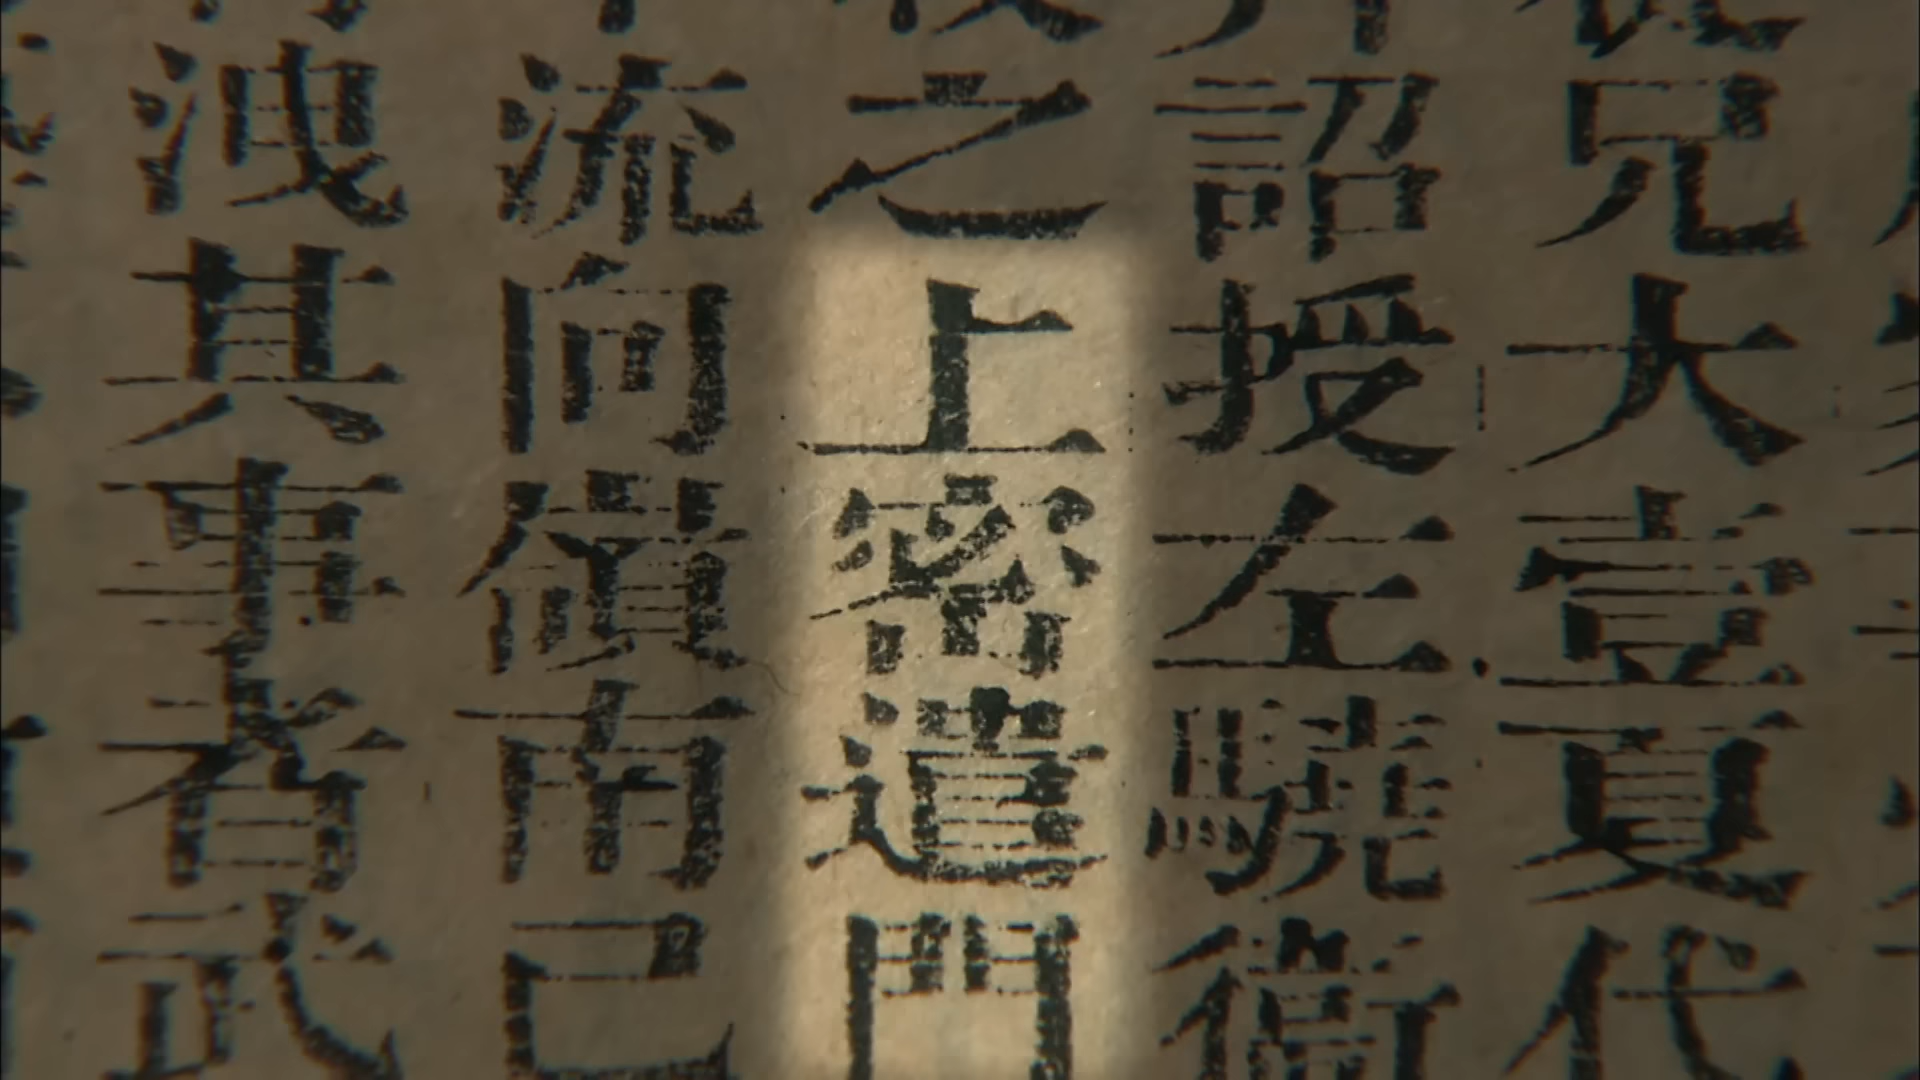 兄大壹夏代
詔授左驍衛
之上密遣門
流向嶺南己
洩其事者武